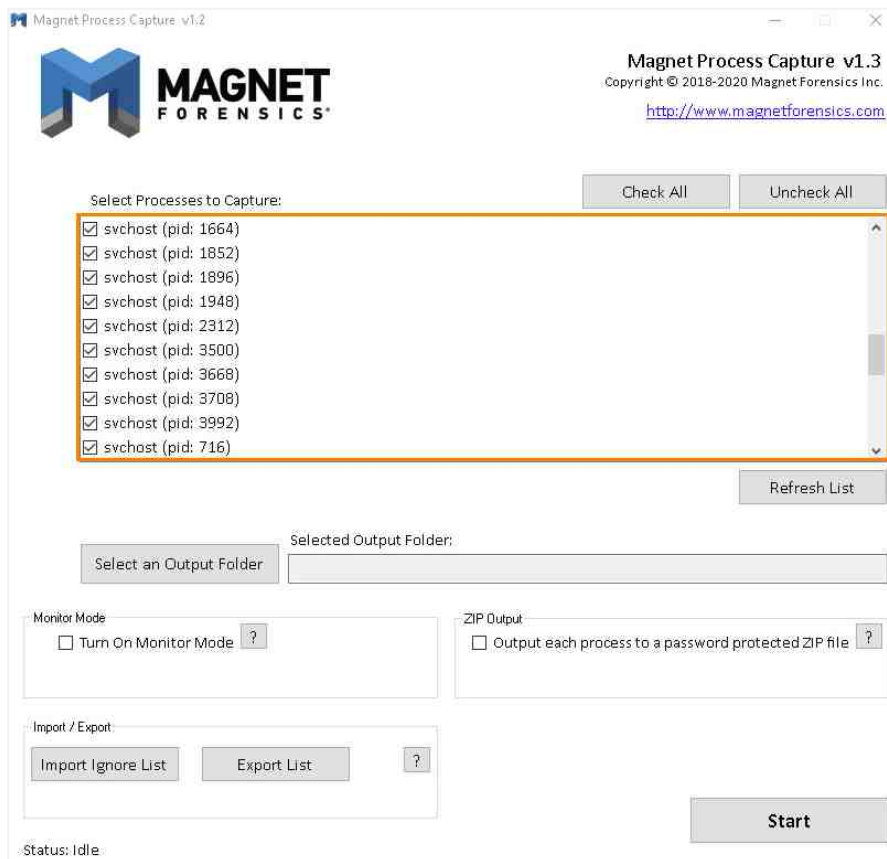 Magnet Process Capture v1.2
MAGNET
FORENSICS®
Magnet Process Capture v1.3
Copyright © 2018-2020 Magnet Forensics Inc.
http://www.magnetforensics.com
Select Processes to Capture:
Check All
Uncheck All
svchost (pid: 1664)
svchost (pid: 1852)
svchost (pid: 1896)
svchost (pid: 1948)
svchost (pid: 2312)
svchost (pid: 3500)
svchost (pid: 3668)
svchost (pid: 3708)
svchost (pid: 3992)
svchost (pid: 716)
Refresh List
Select an Output Folder
Selected Output Folder:
Monitor Mode
Turn On Monitor Mode ?
ZIP Output
Output each process to a password protected ZIP file ?
Import / Export
Import Ignore List
Export List
?
Start
Status: Idle